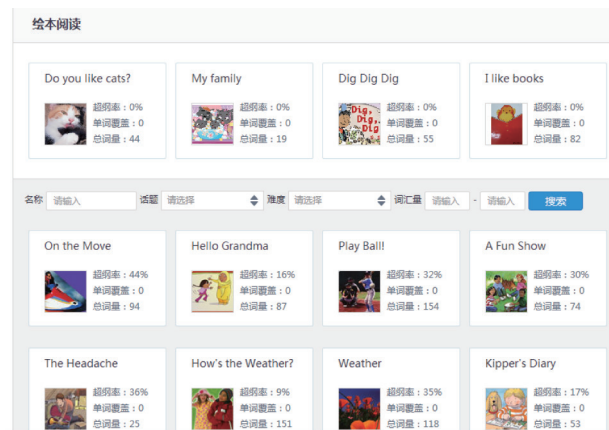 绘本阅读
Do you like cats?
超纲率：0%
单词覆盖：0
总词量：44
My family
超纲率：0%
单词覆盖：0
总词量：19
Dig Dig Dig
Dig,
Dig,
Dig
超纲率：0%
单词覆盖：0
总词量：55
I like books
超纲率：0%
单词覆盖：0
总词量：82
名称 请输入 话题 请选择 难度 请选择 词汇量 请输入 - 请输入 搜索
On the Move
超纲率：44%
单词覆盖：0
总词量：94
Hello Grandma
超纲率：16%
单词覆盖：0
总词量：87
Play Ball!
超纲率：32%
单词覆盖：0
总词量：154
A Fun Show
超纲率：30%
单词覆盖：0
总词量：74
The Headache
超纲率：36%
单词覆盖：0
总词量：25
How's the Weather?
超纲率：9%
单词覆盖：0
总词量：151
Weather
超纲率：35%
单词覆盖：0
总词量：118
Kipper's Diary
超纲率：17%
单词覆盖：0
总词量：53